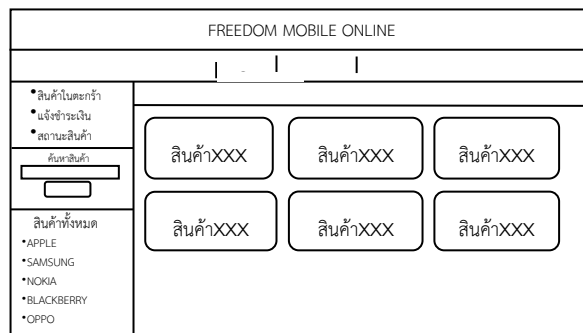 FREEDOM MOBILE ONLINE
•สินค้าในตะกร้า
•แจ้งชำระเงิน
•สถานะสินค้า
ค้นหาสินค้า
สินค้าทั้งหมด
•APPLE
•SAMSUNG
•NOKIA
•BLACKBERRY
•OPPO
สินค้าXXX สินค้าXXX สินค้าXXX
สินค้าXXX สินค้าXXX สินค้าXXX